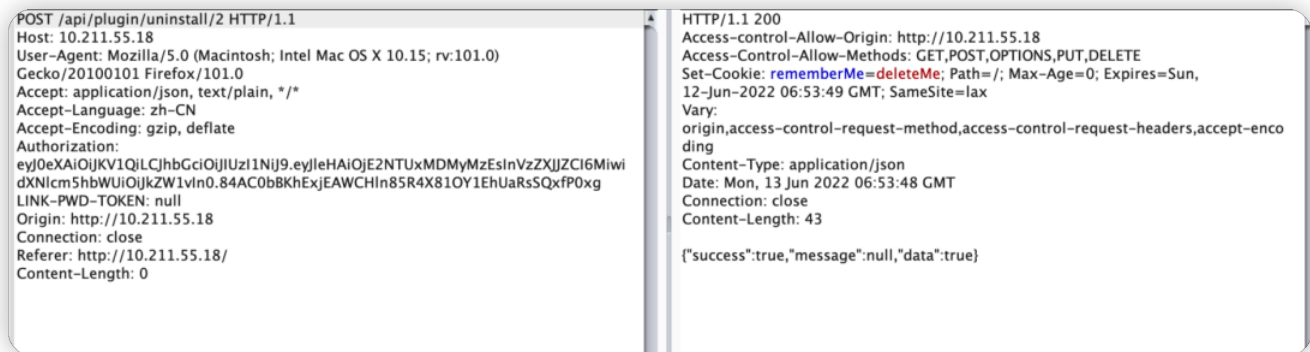 POST /api/plugin/uninstall/2 HTTP/1.1
Host: 10.211.55.18
User-Agent: Mozilla/5.0 (Macintosh; Intel Mac OS X 10.15; rv:101.0)
Gecko/20100101 Firefox/101.0
Accept: application/json, text/plain, */*
Accept-Language: zh-CN
Accept-Encoding: gzip, deflate
Authorization:
eyJ0eXAiOiJKV1QiLCJhbGciOiJIUzI1NiJ9.eyJleHAiOjE2NTUxMDMyMzEsInVzZXJJZCI6Miwi
dXNlcm5hbWUiOiJkZW1vIn0.84AC0bBKhExjEAWCHln85R4X81OY1EhUaRsSQxfP0xg
LINK-PWD-TOKEN: null
Origin: http://10.211.55.18
Connection: close
Referer: http://10.211.55.18/
Content-Length: 0
HTTP/1.1 200
Access-control-Allow-Origin: http://10.211.55.18
Access-Control-Allow-Methods: GET,POST,OPTIONS,PUT,DELETE
Set-Cookie: rememberMe=deleteMe; Path=/; Max-Age=0; Expires=Sun,
12-Jun-2022 06:53:49 GMT; SameSite=lax
Vary:
origin,access-control-request-method,access-control-request-headers,accept-enco
ding
Content-Type: application/json
Date: Mon, 13 Jun 2022 06:53:48 GMT
Connection: close
Content-Length: 43
{"success":true,"message":null,"data":true}